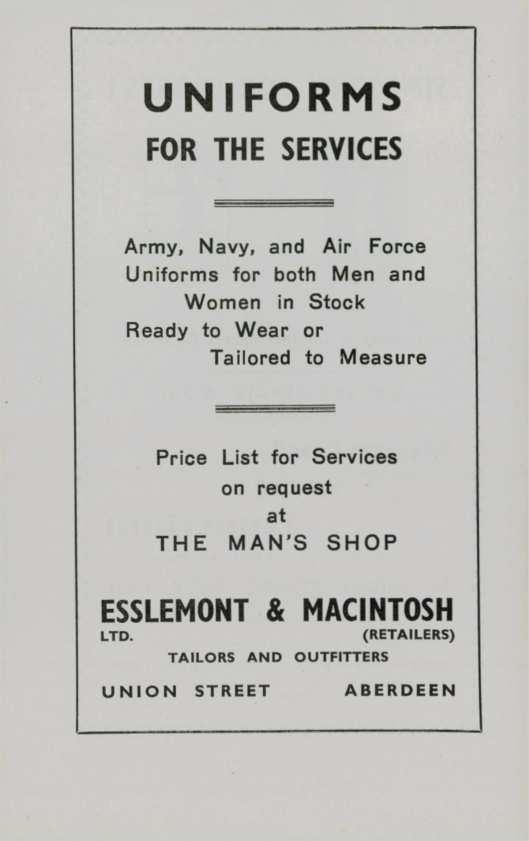 UNIFORMS
FOR THE SERVICES
Army, Navy, and Air Force
Uniforms for both Men and
Women in Stock
Ready to Wear or
Tailored to Measure
Price List for Services
on request
at
THE MAN'S SHOP
ESSLEMONT & MACINTOSH
LTD. (RETAILERS)
TAILORS AND OUTFITTERS
UNION STREET ABERDEEN